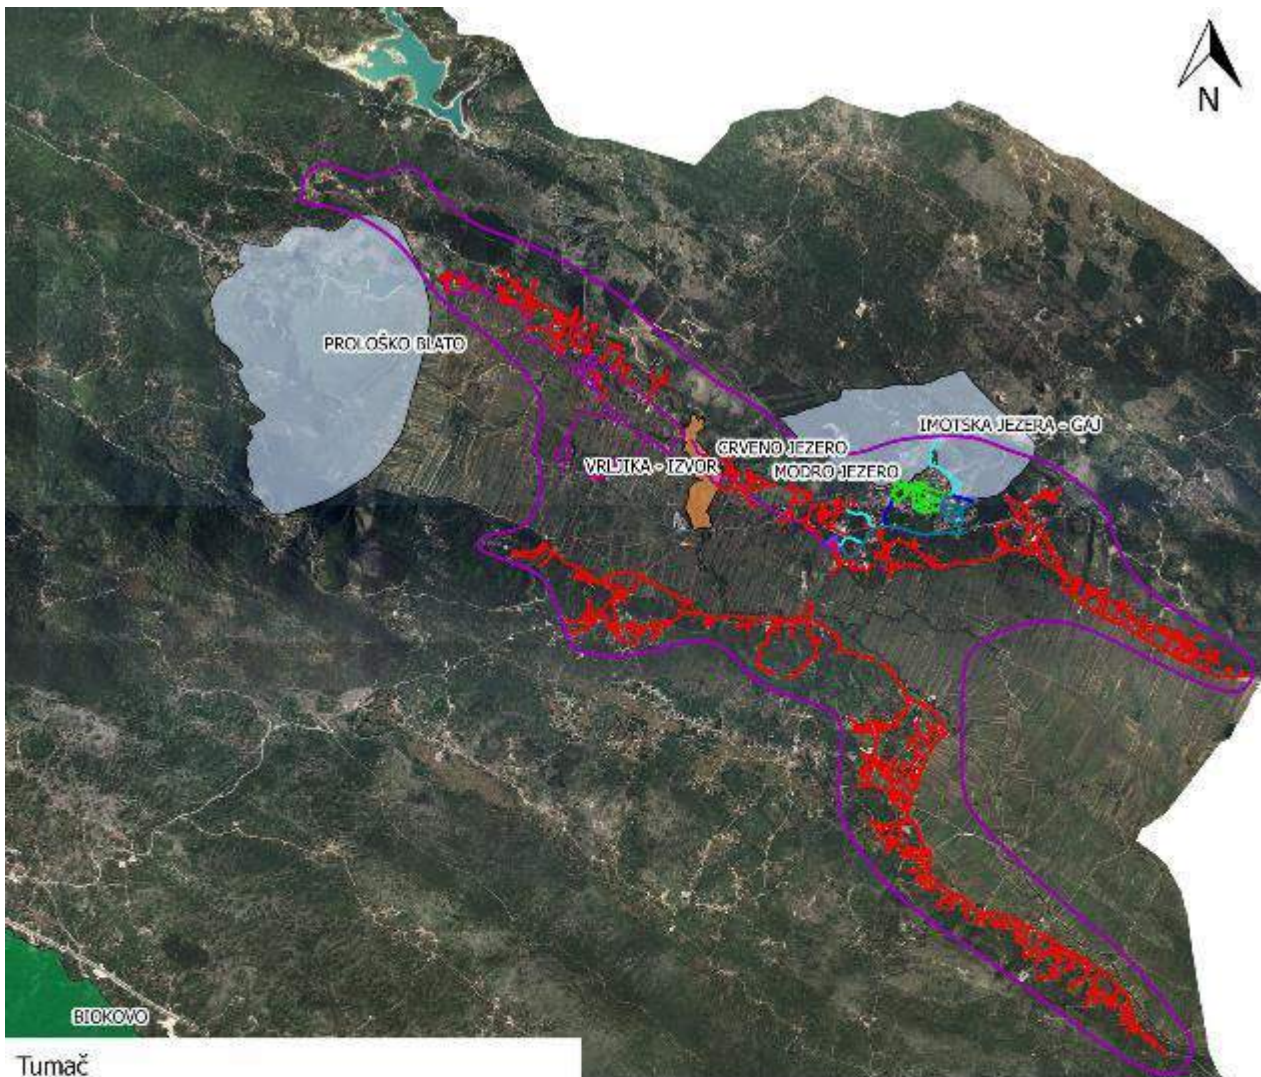 N
PROLOŠKO BLATO
IMOTSKA JEZERA - GAJ
CRVENO JEZERO
VRLJIKA - IZVOR
MODRO JEZERO
BIOKOVO
Tumač